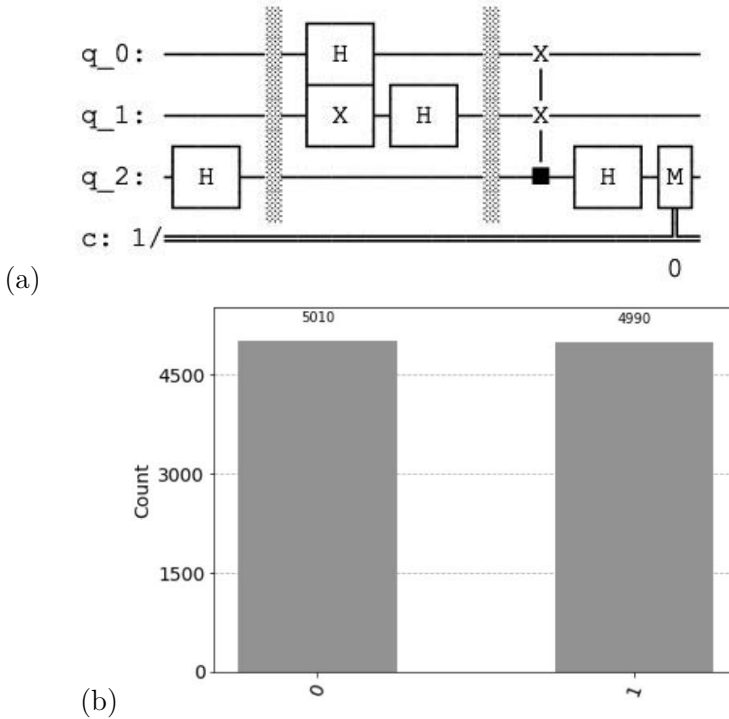 q_0: H X
q_1: X H X
q_2: H H M
c: 1/
0
(a)
5010 4990
4500
3000
1500
0
Count
0 1
(b)